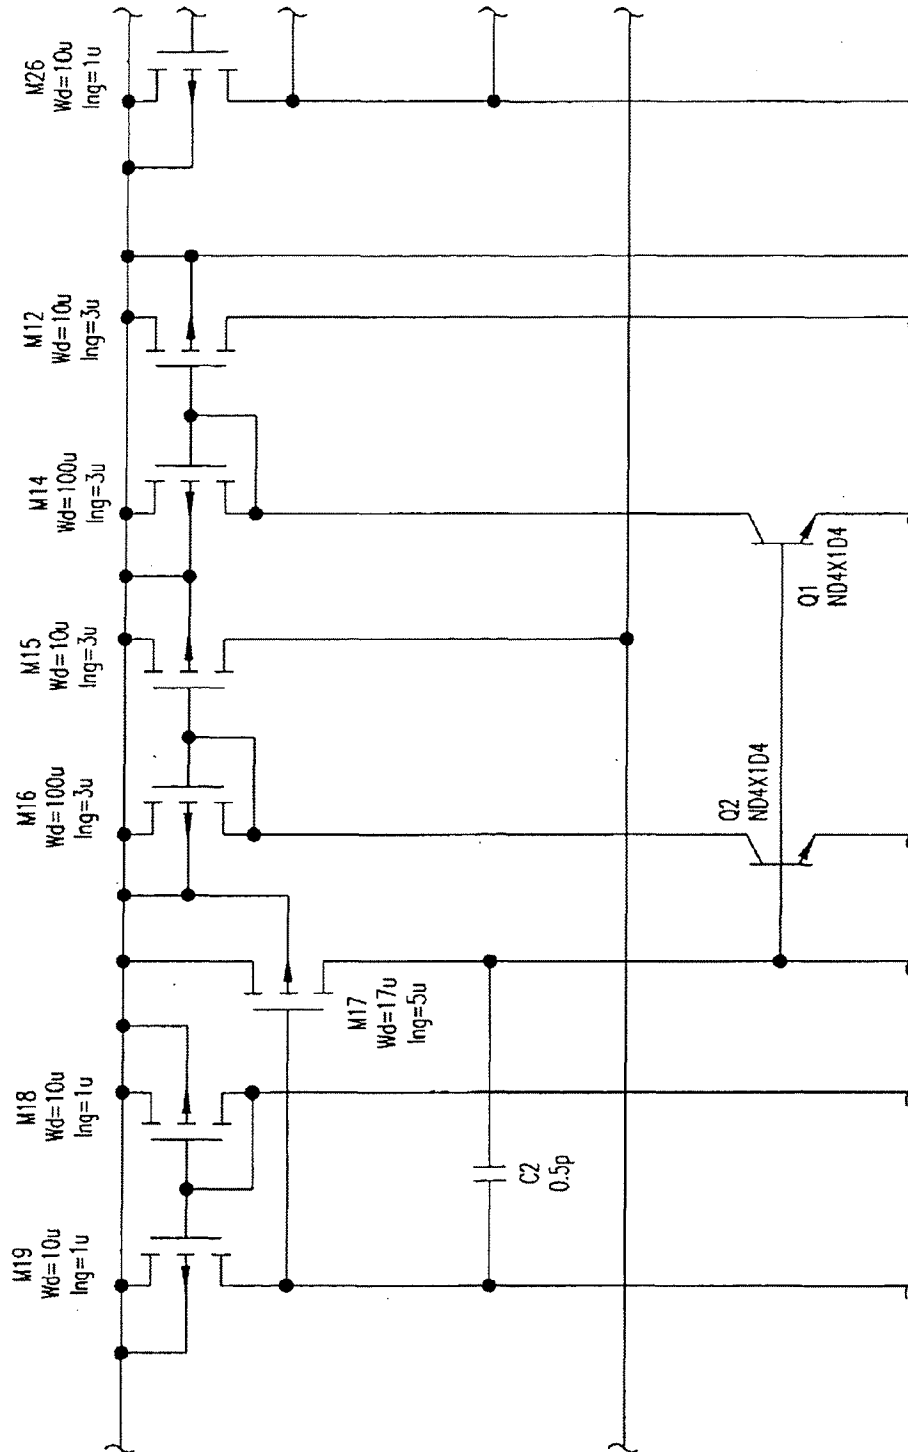 M19
Wd=10u
lng=1u
M18
Wd=10u
lng=1u
M16
Wd=100u
lng=3u
M15
Wd=10u
lng=3u
M14
Wd=100u
lng=3u
M12
Wd=10u
lng=3u
M26
Wd=10u
lng=1u
M17
Wd=17u
lng=5u
C2
0.5p
Q2
ND4X1D4
Q1
ND4X1D4